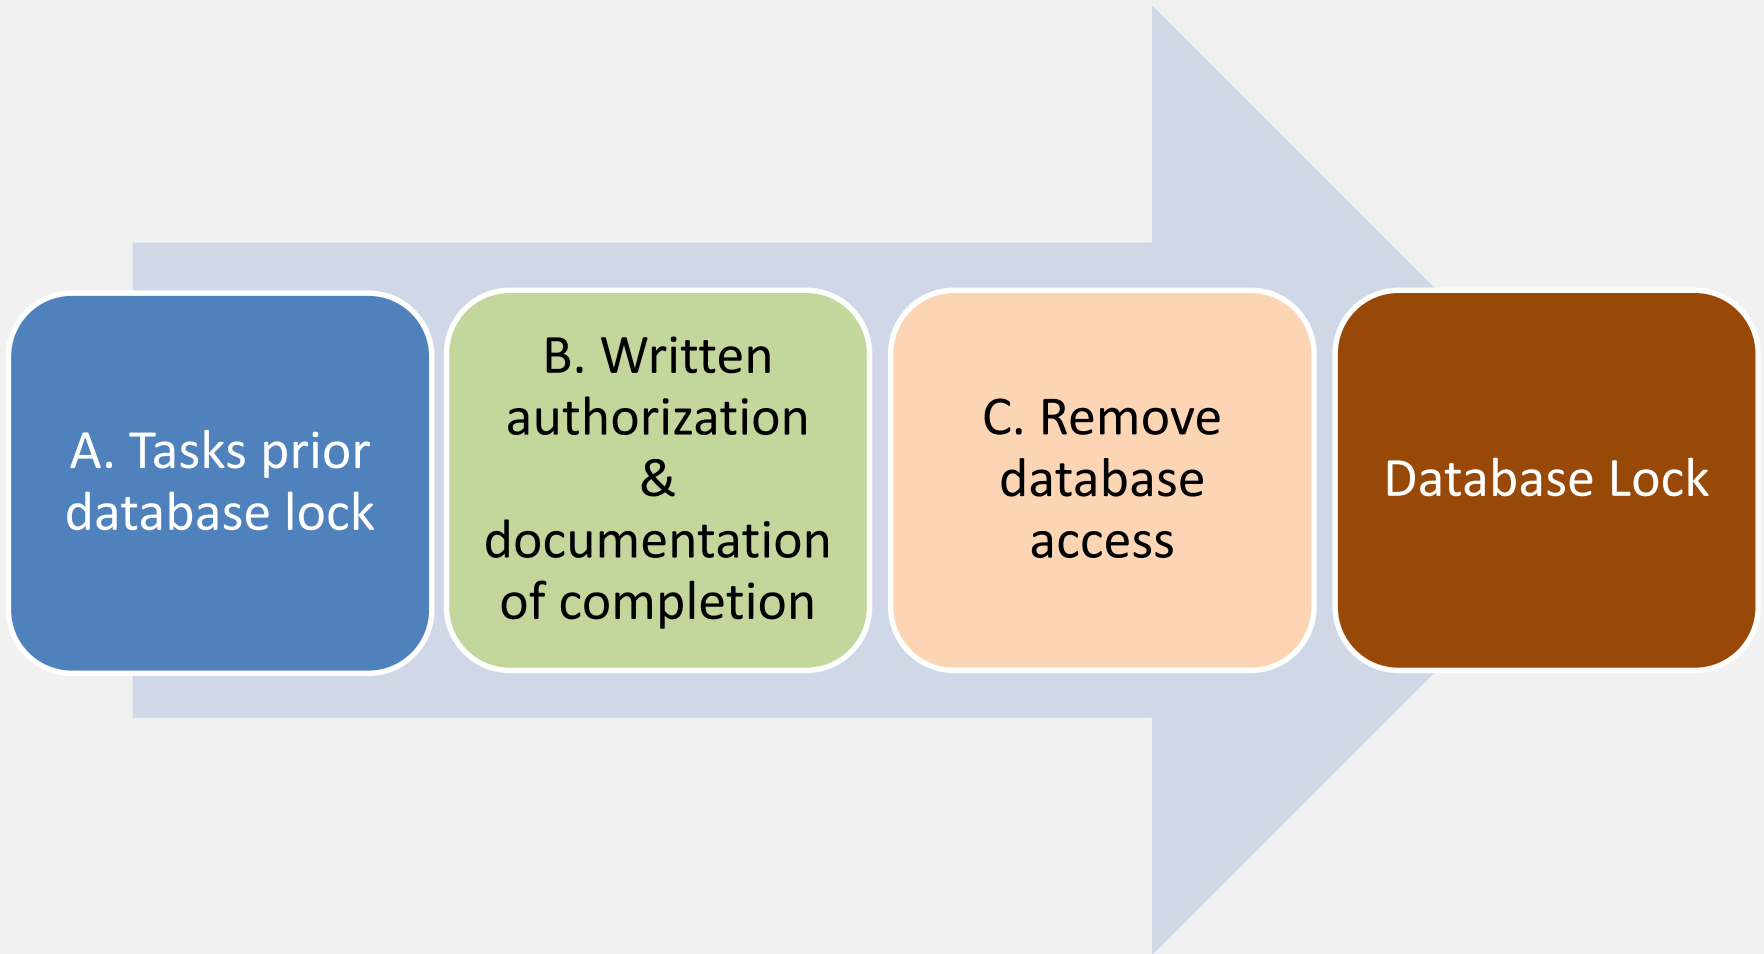 A. Tasks prior
database lock
B. Written
authorization
&
documentation
of completion
C. Remove
database
access
Database Lock